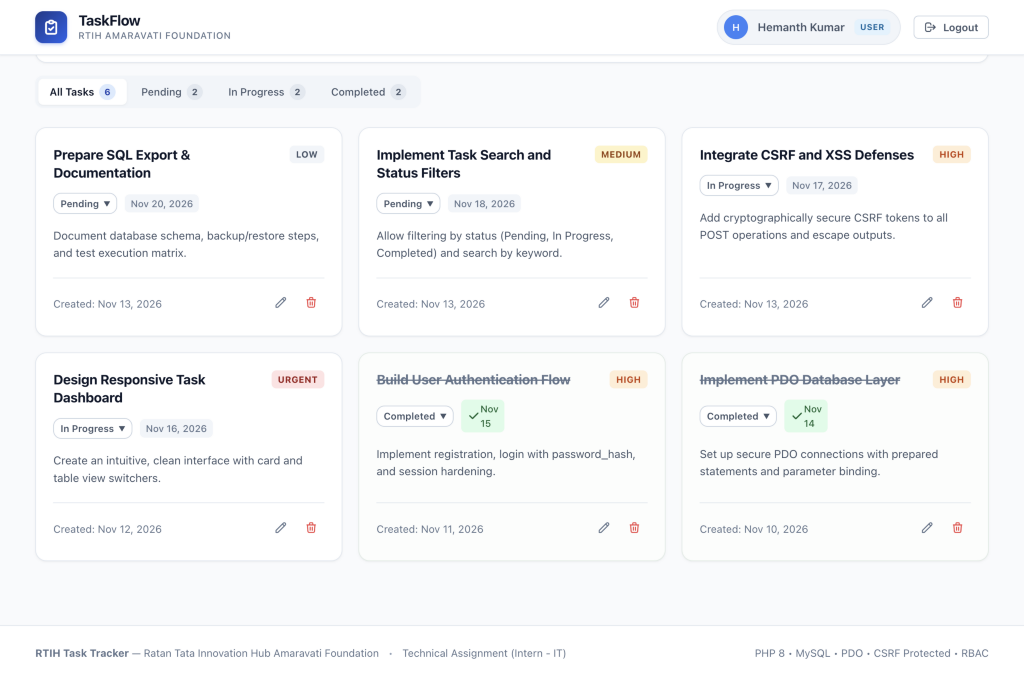 TaskFlow
RTIH AMARAVATI FOUNDATION
H
Hemanth Kumar
USER
Logout
All Tasks 6
Pending 2
In Progress 2
Completed 2
Prepare SQL Export &
Documentation
LOW
Pending ▼
Nov 20, 2026
Document database schema, backup/restore steps,
and test execution matrix.
Created: Nov 13, 2026
Implement Task Search and
Status Filters
MEDIUM
Pending ▼
Nov 18, 2026
Allow filtering by status (Pending, In Progress,
Completed) and search by keyword.
Created: Nov 13, 2026
Integrate CSRF and XSS Defenses
HIGH
In Progress ▼
Nov 17, 2026
Add cryptographically secure CSRF tokens to all
POST operations and escape outputs.
Created: Nov 13, 2026
Design Responsive Task
Dashboard
URGENT
In Progress ▼
Nov 16, 2026
Create an intuitive, clean interface with card and
table view switchers.
Created: Nov 12, 2026
Build User Authentication Flow
HIGH
Completed ▼
✓ Nov
15
Implement registration, login with password_hash,
and session hardening.
Created: Nov 11, 2026
Implement PDO Database Layer
HIGH
Completed ▼
✓ Nov
14
Set up secure PDO connections with prepared
statements and parameter binding.
Created: Nov 10, 2026
RTIH Task Tracker — Ratan Tata Innovation Hub Amaravati Foundation • Technical Assignment (Intern - IT)
PHP 8 • MySQL • PDO • CSRF Protected • RBAC